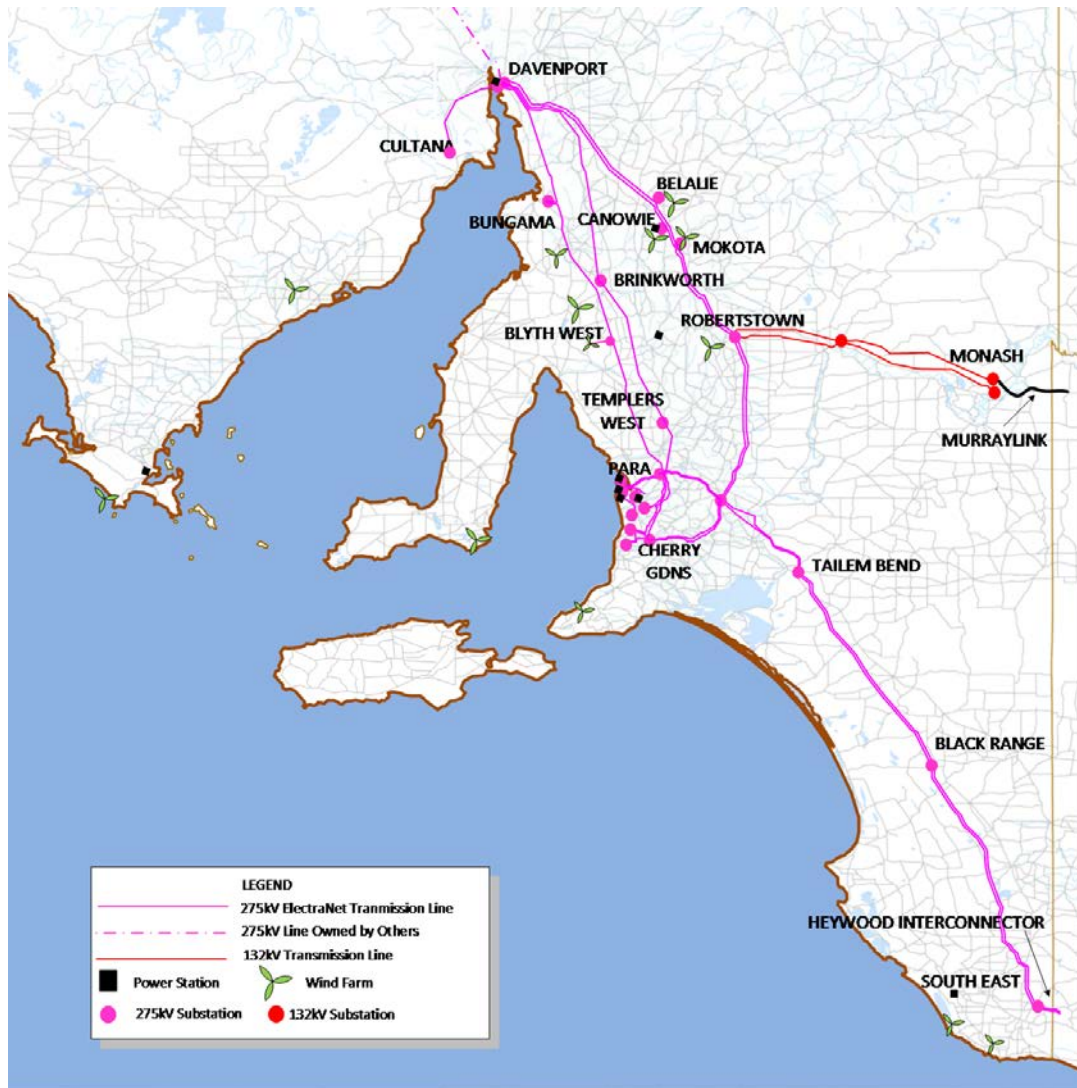 DAVENPORT
CULTANA
BELALIE
BUNGAMA
CANOWIE
MOKOTA
BRINKWORTH
ROBERTSTOWN
BLYTH WEST
MONASH
TEMPLERS
WEST
MURRAYLINK
PARA
CHERRY
GDNS
TAILEM BEND
BLACK RANGE
HEYWOOD INTERCONNECTOR
SOUTH EAST
LEGEND
275kV ElectraNet Tranmission Line
275kV Line Owned by Others
132kV Transmission Line
Power Station
Wind Farm
275kV Substation
132kV Substation